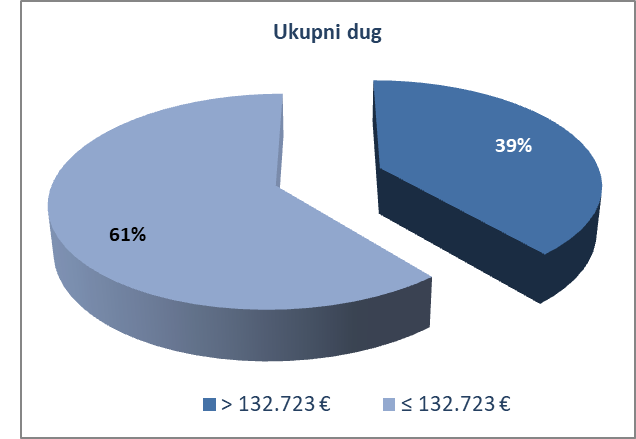 Ukupni dug
39%
61%
> 132.723 € ≤ 132.723 €